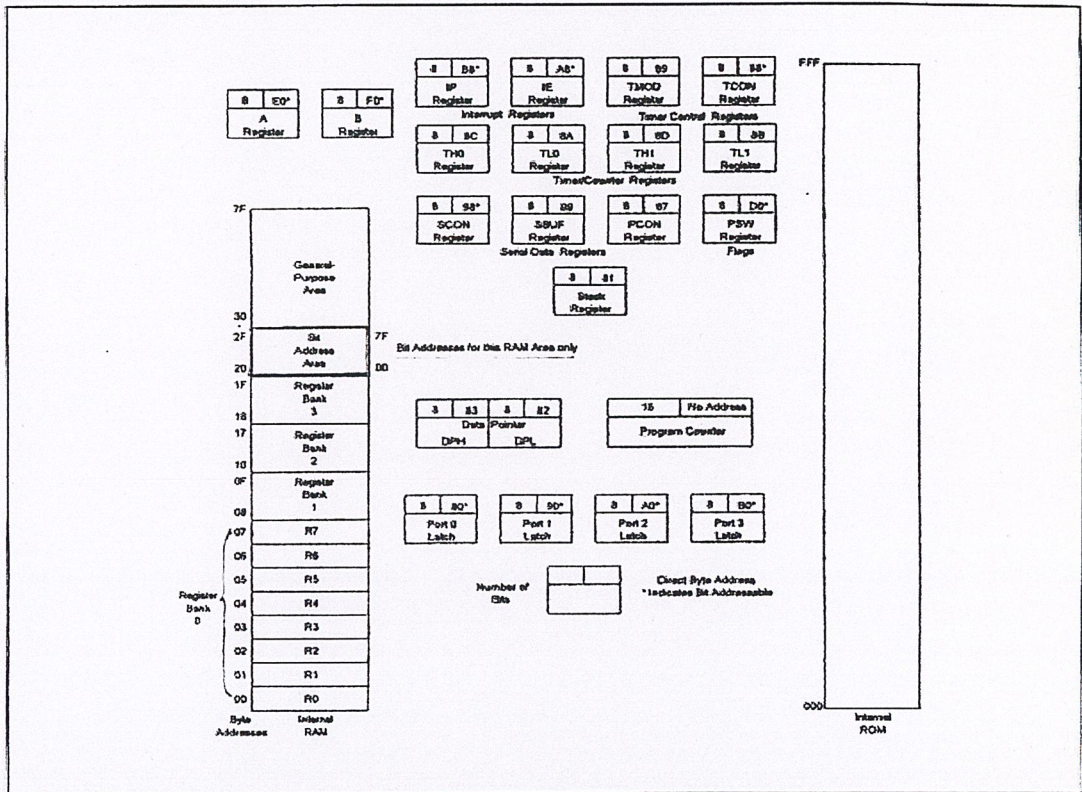 8 E0*
A
Register
8 F0*
B
Register
8 B8*
IP
Register
8 A8*
IE
Register
Interrupt Registers
8 89
TMOD
Register
8 88*
TCON
Register
Timer Control Registers
8 8C
TH0
Register
8 8A
TL0
Register
8 8D
TH1
Register
8 8B
TL1
Register
Timer/Counter Registers
8 98*
SCON
Register
8 99
SBUF
Register
8 87
PCON
Register
Serial Data Registers
8 D0*
PSW
Register
Flags
8 81
Stack
Register
7F
General-
Purpose
Area
30
2F
Bit
Address
Area
20
7F
Bit Addresses for this RAM Area only
00
1F
Register
Bank
3
18
17
Register
Bank
2
10
0F
Register
Bank
1
08
8 83 8 82
Data Pointer
DPH DPL
16 No Address
Program Counter
8 80*
Port 0
Latch
8 90*
Port 1
Latch
8 A0*
Port 2
Latch
8 B0*
Port 3
Latch
Number of
Bits
Direct Byte Address
*Indicates Bit Addressable
Register
Bank
0
07 R7
06 R6
05 R5
04 R4
03 R3
02 R2
01 R1
00 R0
Byte
Addresses
Internal
RAM
FFF
000
Internal
ROM